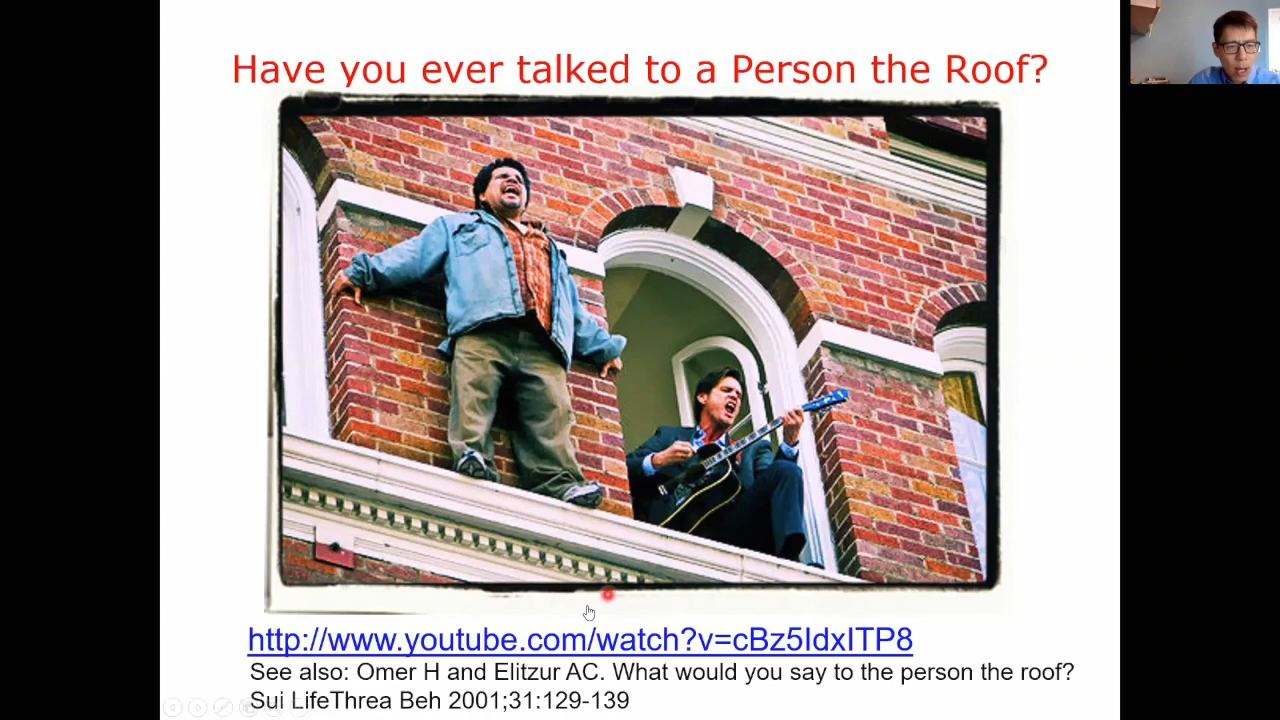 Have you ever talked to a Person the Roof?
http://www.youtube.com/watch?v=cBz5IdxITP8
See also: Omer H and Elitzur AC. What would you say to the person the roof?
Sui LifeThrea Beh 2001;31:129-139